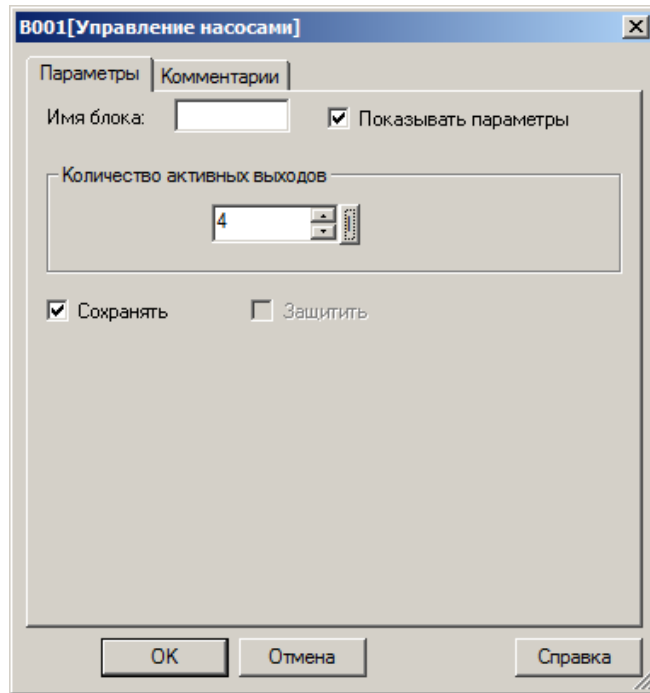 B001[Управление насосами]
Параметры Комментарии
Имя блока: Показывать параметры
Количество активных выходов
4
Сохранять Защитить
OK Отмена Справка